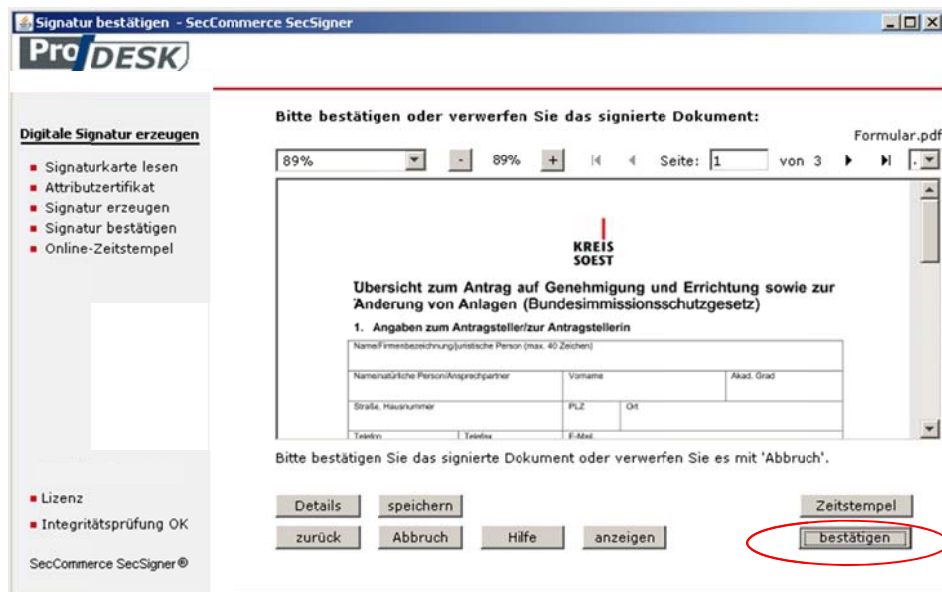 Signatur bestätigen - SecCommerce SecSigner
Pro DESK
Digitale Signatur erzeugen
Signaturkarte lesen
Attributzertifikat
Signatur erzeugen
Signatur bestätigen
Online-Zeitstempel
Lizenz
Integritätsprüfung OK
SecCommerce SecSigner®
Bitte bestätigen oder verwerfen Sie das signierte Dokument:
Formular.pdf
89% - 89% + Seite: 1 von 3
KREIS
SOEST
Übersicht zum Antrag auf Genehmigung und Errichtung sowie zur
Änderung von Anlagen (Bundesimmissionsschutzgesetz)
1. Angaben zum Antragsteller/zur Antragstellerin
Name/Firmenbezeichnung/juristische Person (max. 40 Zeichen)
Name/natürliche Person/Ansprechpartner Vorname Akad. Grad
Straße, Hausnummer PLZ Ort
Telefon Telefax E-Mail
Bitte bestätigen Sie das signierte Dokument oder verwerfen Sie es mit 'Abbruch'.
Details speichern Zeitstempel
zurück Abbruch Hilfe anzeigen bestätigen